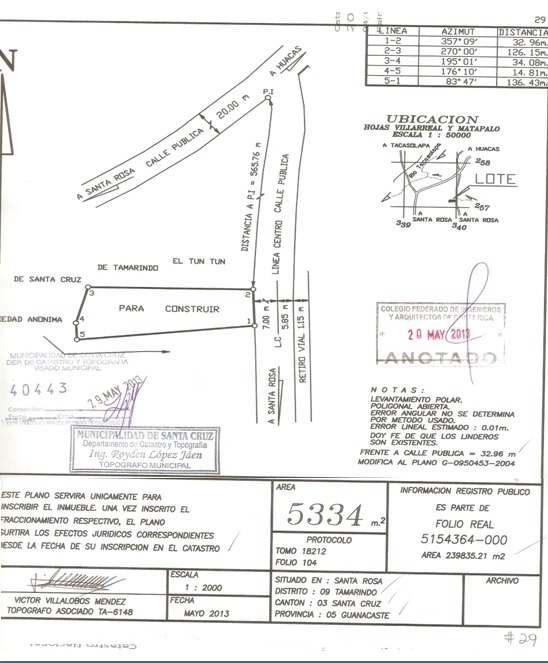 29
LINEA AZIMUT DISTANCIA
1-2 357° 09' 32. 96m.
2-3 270° 00' 126. 15m.
3-4 195° 01' 34. 08m.
4-5 176° 10' 14. 81m.
5-1 83° 47' 136. 43m.
N
A HUACAS
P.I
20.00 m
CALLE PUBLICA
A SANTA ROSA
DISTANCIA A P.I = 565.76 m
LINEA CENTRO CALLE PUBLICA
UBICACION
HOJAS VILLARREAL Y MATAPALO
ESCALA 1 : 50000
A TACASOLAPA
A HUACAS
258
LOTE
257
339
A SANTA ROSA
340
A SANTA ROSA
EL TUN TUN
DE TAMARINDO
DE SANTA CRUZ
3
2
PARA CONSTRUIR
EDAD ANONIMA
4
1
5
7.00 m
L.C
5.85 m
RETIRO VIAL 1.15 m
A SANTA ROSA
COLEGIO FEDERADO DE INGENIEROS
Y ARQUITECTOS DE COSTA RICA
20 MAY 2013
ANOTADO
MUNICIPALIDAD DE SANTA CRUZ
DEP. DE CATASTRO Y TOPOGRAFIA
VISADO MUNICIPAL
40443
29 MAY 2013
MUNICIPALIDAD DE SANTA CRUZ
Departamento de Catastro y Topografía
Ing. Royden López Jáen
TOPOGRAFO MUNICIPAL
N O T A S :
LEVANTAMIENTO POLAR.
POLIGONAL ABIERTA.
ERROR ANGULAR NO SE DETERMINA
POR METODO USADO.
ERROR LINEAL ESTIMADO : 0.01m.
DOY FE DE QUE LOS LINDEROS
SON EXISTENTES.
FRENTE A CALLE PUBLICA = 32.96 m
MODIFICA AL PLANO G-0950453-2004
ESTE PLANO SERVIRA UNICAMENTE PARA
INSCRIBIR EL INMUEBLE. UNA VEZ INSCRITO EL
FRACCIONAMIENTO RESPECTIVO, EL PLANO
SURTIRA LOS EFECTOS JURIDICOS CORRESPONDIENTES
DESDE LA FECHA DE SU INSCRIPCION EN EL CATASTRO
AREA
5334 m.2
PROTOCOLO
TOMO 18212
FOLIO 104
INFORMACION REGISTRO PUBLICO
ES PARTE DE
FOLIO REAL
5154364-000
AREA 239835.21 m2
VICTOR VILLALOBOS MENDEZ
TOPOGRAFO ASOCIADO TA-6148
ESCALA
1 : 2000
FECHA
MAYO 2013
SITUADO EN : SANTA ROSA
DISTRITO : 09 TAMARINDO
CANTON : 03 SANTA CRUZ
PROVINCIA : 05 GUANACASTE
ARCHIVO
Catastro Nacional
#29